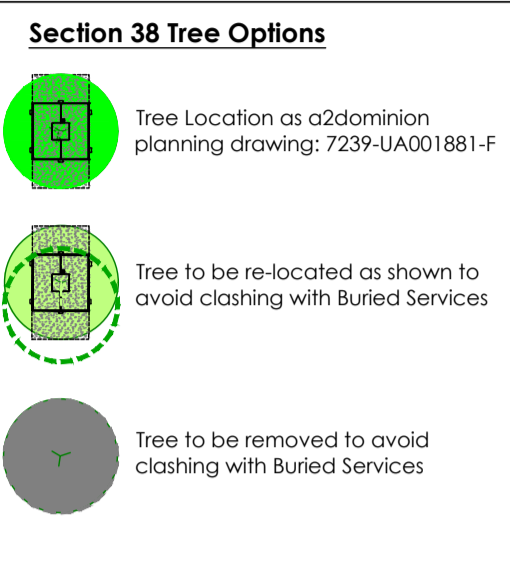 Section 38 Tree Options
Tree Location as a2dominion
planning drawing: 7239-UA001881-F
Tree to be re-located as shown to
avoid clashing with Buried Services
Tree to be removed to avoid
clashing with Buried Services